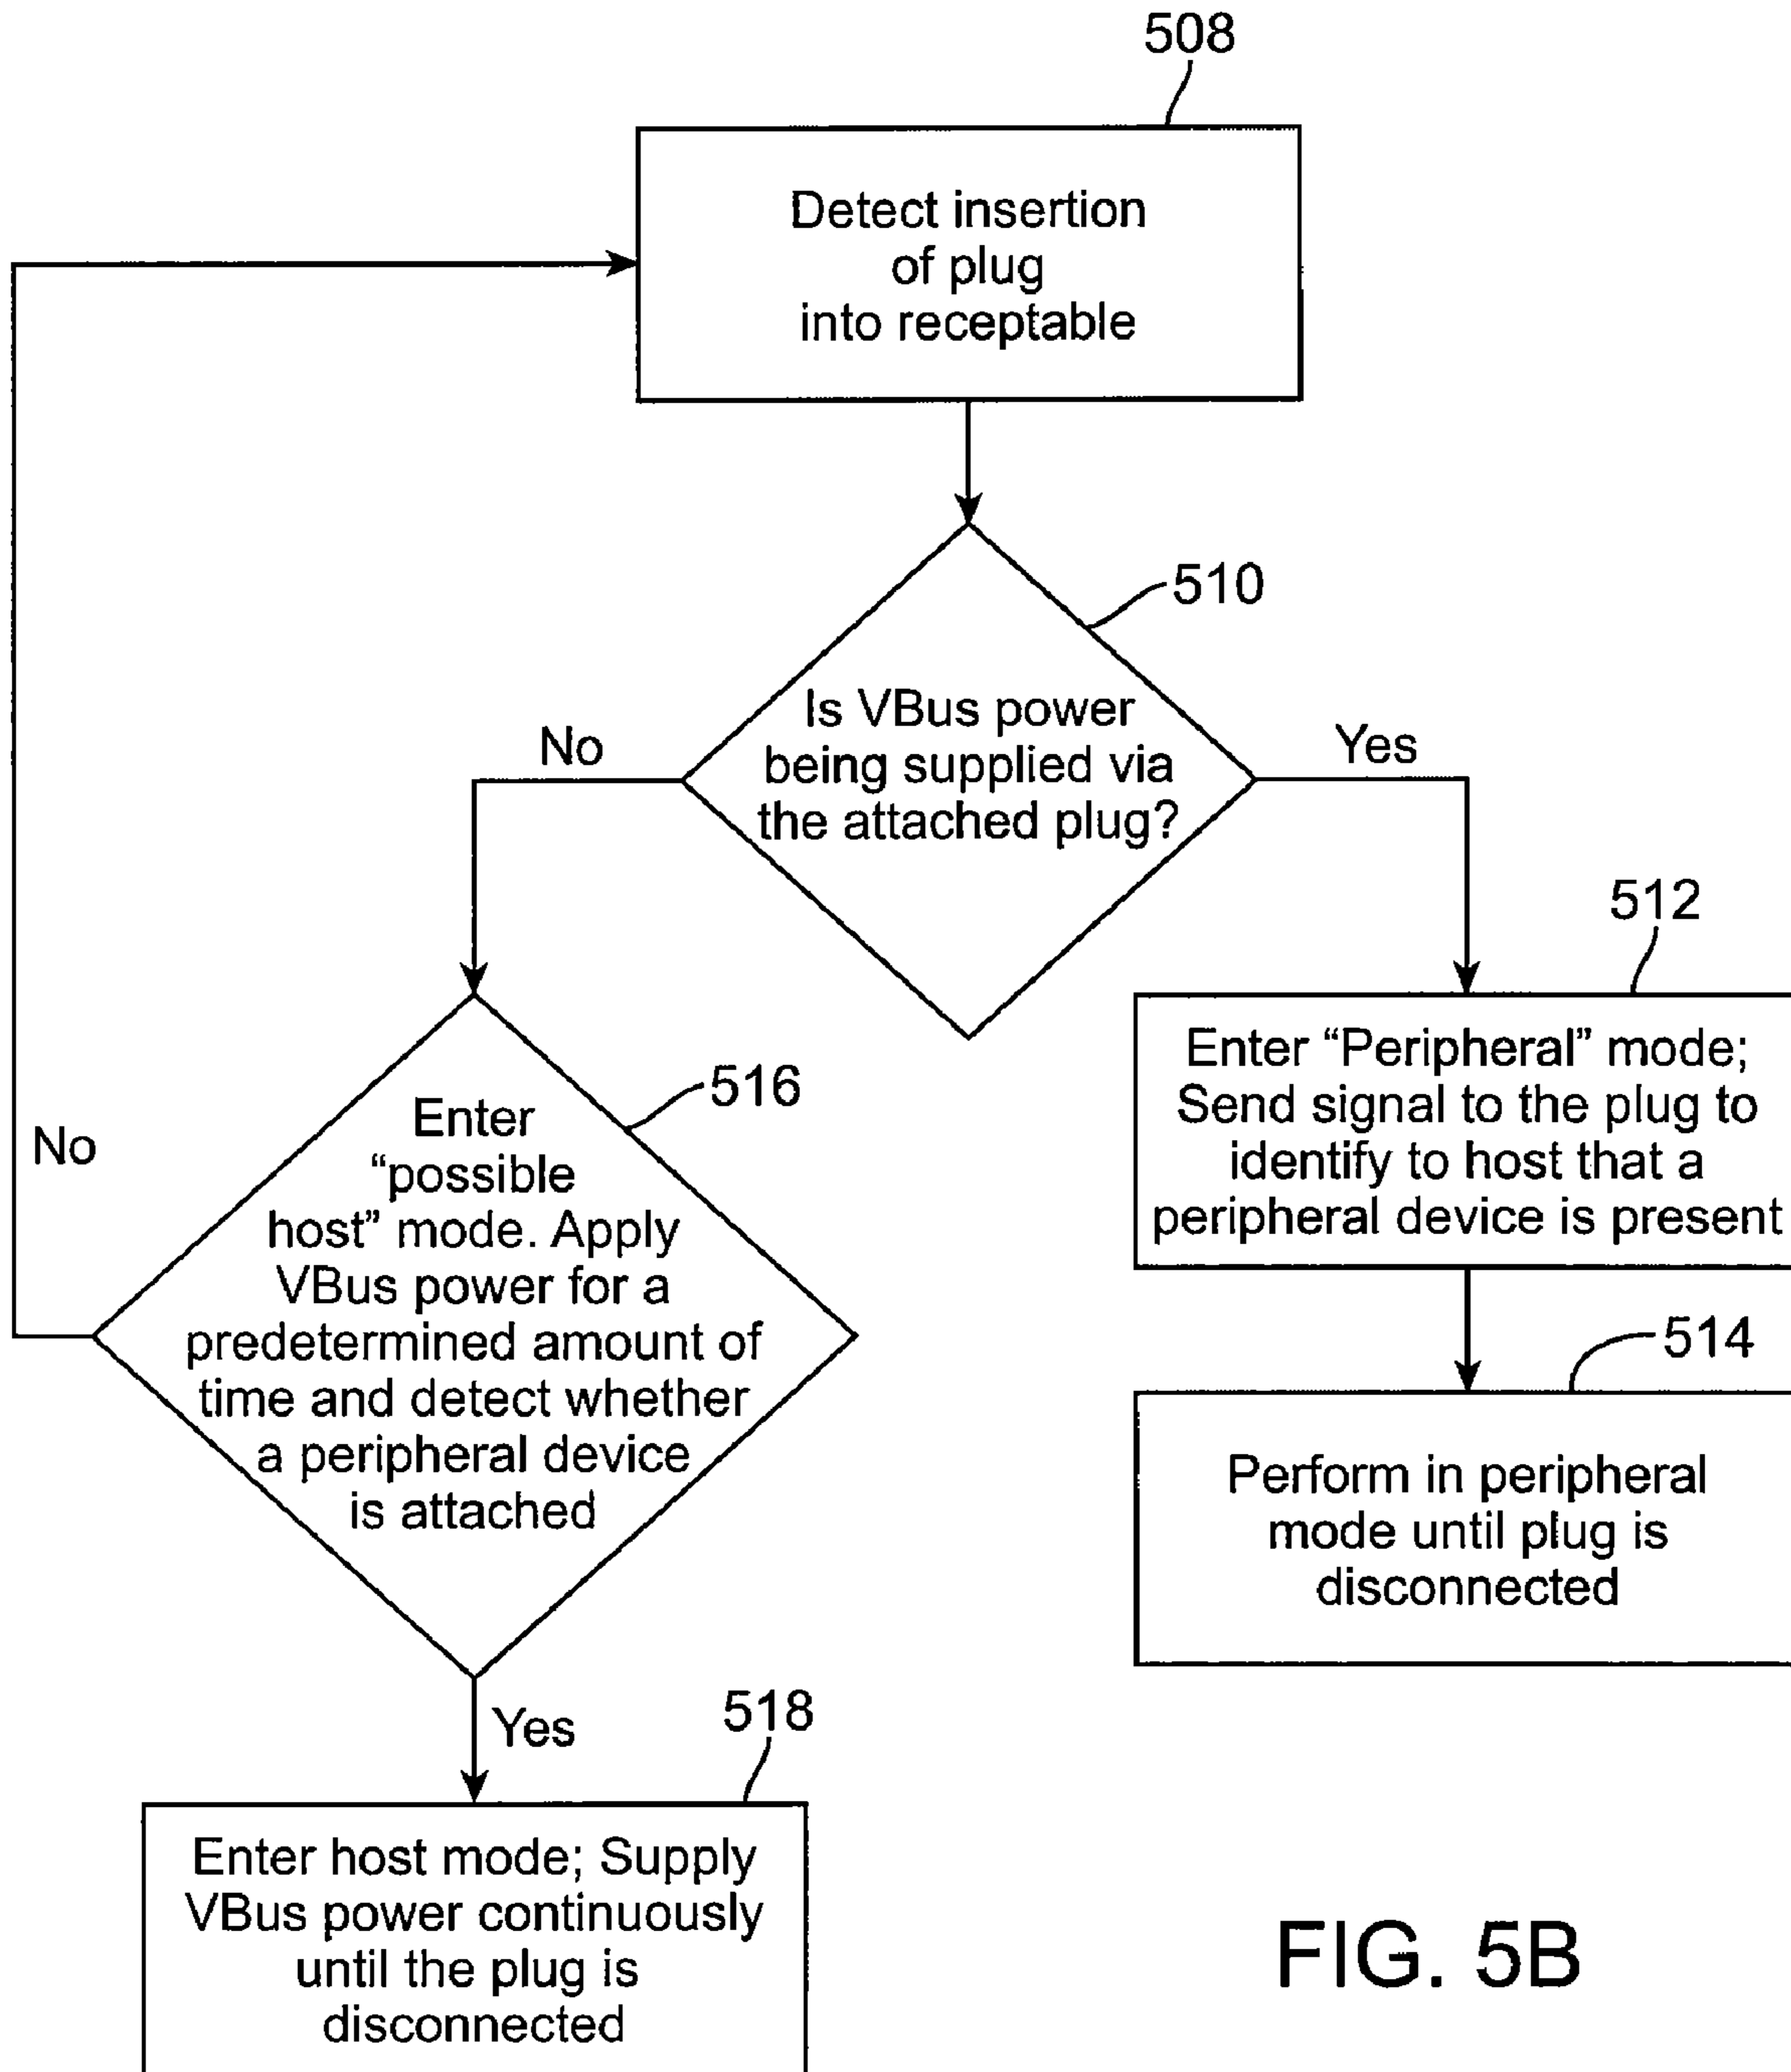 508
Detect insertion
of plug
into receptable
510
Is VBus power
being supplied via
the attached plug?
No
Yes
512
Enter “Peripheral” mode;
Send signal to the plug to
identify to host that a
peripheral device is present
516
Enter
“possible
host” mode. Apply
VBus power for a
predetermined amount of
time and detect whether
a peripheral device
is attached
No
514
Perform in peripheral
mode until plug is
disconnected
Yes
518
Enter host mode; Supply
VBus power continuously
until the plug is
disconnected
FIG. 5B